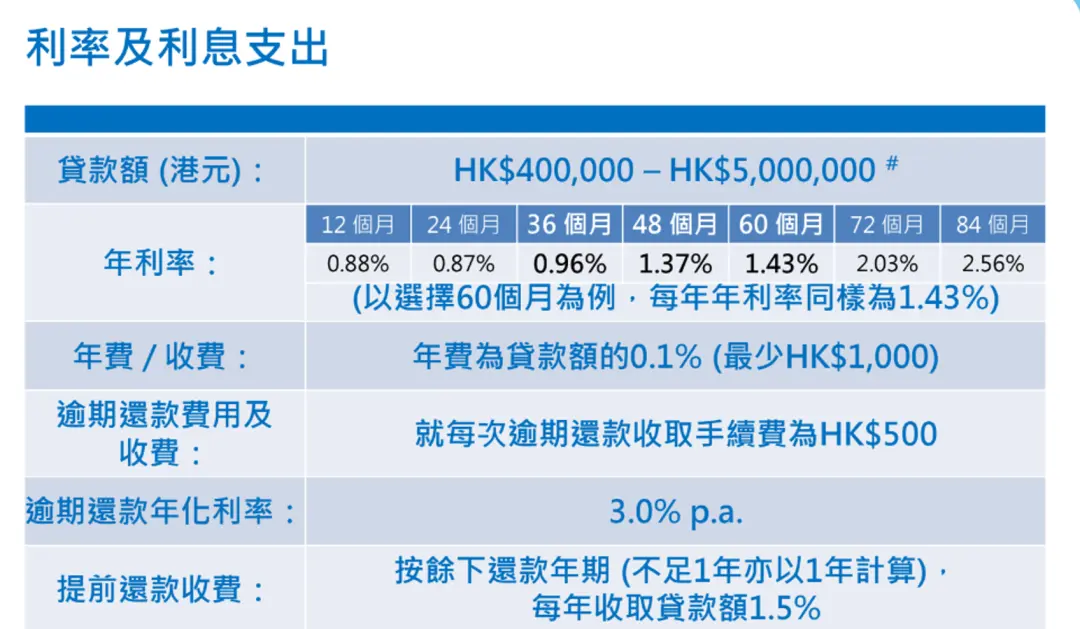 利率及利息支出
貸款額 (港元)：
HK$400,000 – HK$5,000,000 #
年利率：
12 個月 24 個月 36 個月 48 個月 60 個月 72 個月 84 個月
0.88% 0.87% 0.96% 1.37% 1.43% 2.03% 2.56%
(以選擇60個月為例，每年年利率同樣為1.43%)
年費 / 收費：
年費為貸款額的0.1% (最少HK$1,000)
逾期還款費用及
收費：
就每次逾期還款收取手續費為HK$500
逾期還款年化利率：
3.0% p.a.
提前還款收費：
按餘下還款年期 (不足1年亦以1年計算)，
每年收取貸款額1.5%